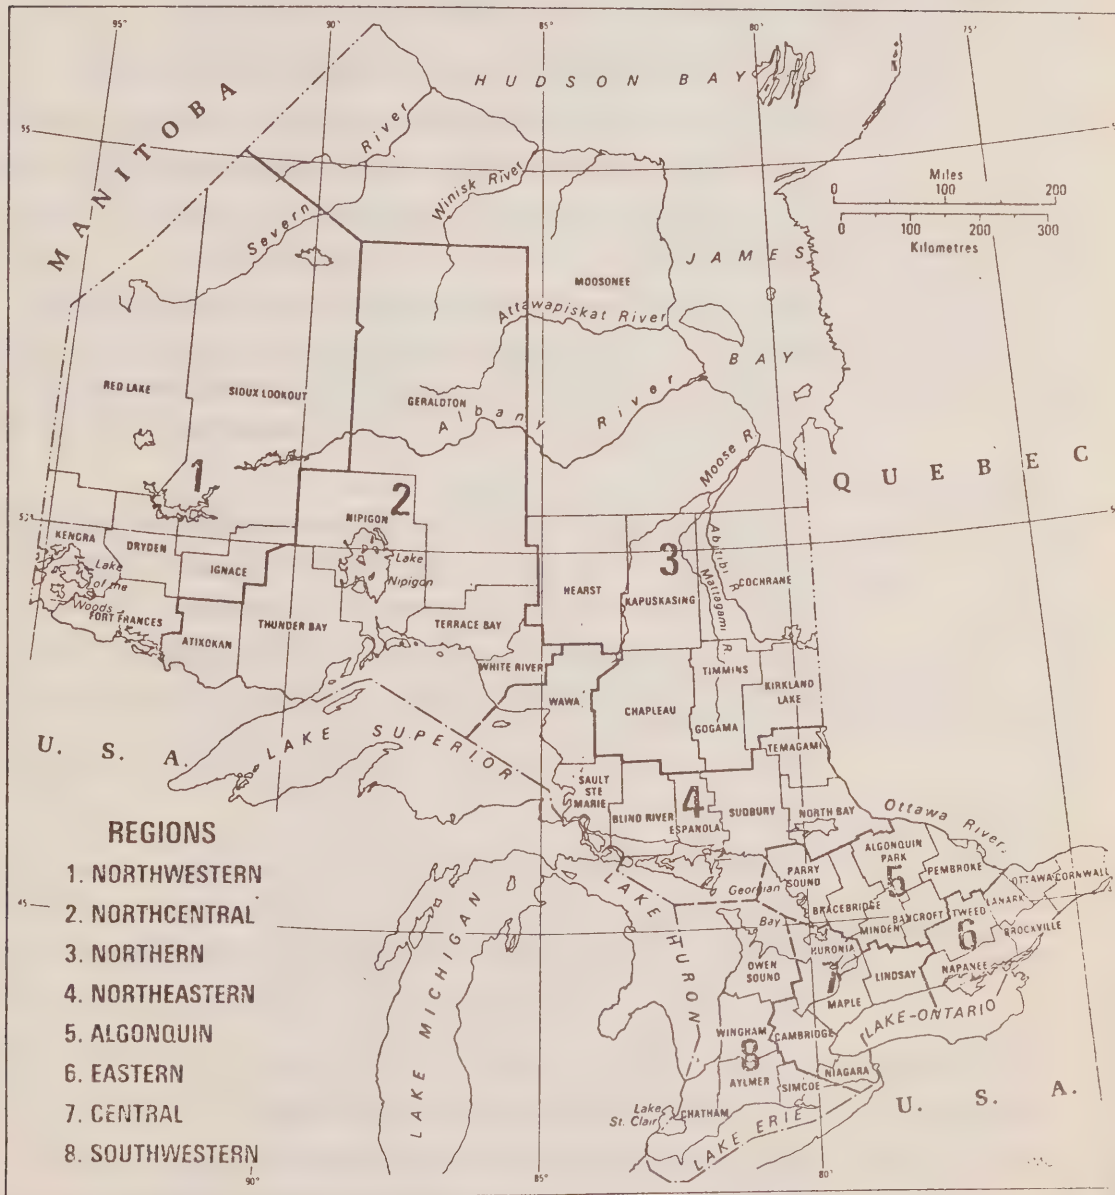 95°
90°
85°
80°
75°
HUDSON BAY
MANITOBA
55
Severn River
Winisk River
Miles
0 100 200
0 100 200 300
Kilometres
JAMES
BAY
MOOSONEE
Attawapiskat River
RED LAKE
SIOUX LOOKOUT
GERALDTON
Albany River
Moose R.
QUEBEC
1
2
50°
NIPIGON
Lake
Nipigon
KENORA
DRYDEN
IGNACE
Lake
of the
Woods
FORT FRANCES
ATIXOKAN
THUNDER BAY
TERRACE BAY
WHITE RIVER
HEARST
3
KAPUSKASING
Abitibi R.
Mattagami R.
COCHRANE
TIMMINS
KIRKLAND
LAKE
WAWA
CHAPLEAU
GOGAMA
TEMAGAMI
U. S. A.
LAKE SUPERIOR
SAULT
STE
MARIE
BLIND RIVER
4
ESPANOLA
SUDBURY
NORTH BAY
Ottawa River.
ALGONQUIN
PARK
5
PEMBROKE
OTTAWA
CORNWALL
LANARK
PARRY
SOUND
BRACEBRIDGE
MINDEN
BANCROFT
TWEED
6
BROCKVILLE
Georgian
Bay
HURONIA
NAPANEE
LINDSAY
7
MAPLE
OWEN
SOUND
LAKE HURON
LAKE-ONTARIO
WINGHAM
CAMBRIDGE
8
AYLMER
SIMCOE
NIAGARA
U. S. A.
Lake
St. Clair
CHATHAM
LAKE ERIE
LAKE MICHIGAN
45
REGIONS
1. NORTHWESTERN
2. NORTHCENTRAL
3. NORTHERN
4. NORTHEASTERN
5. ALGONQUIN
6. EASTERN
7. CENTRAL
8. SOUTHWESTERN
90°
85°
80°